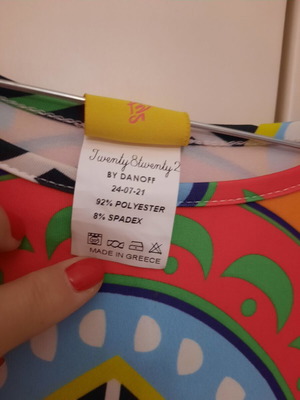 Twenty8twenty2
BY DANOFF
24-07-21
92% POLYESTER
8% SPADEX
MADE IN GREECE